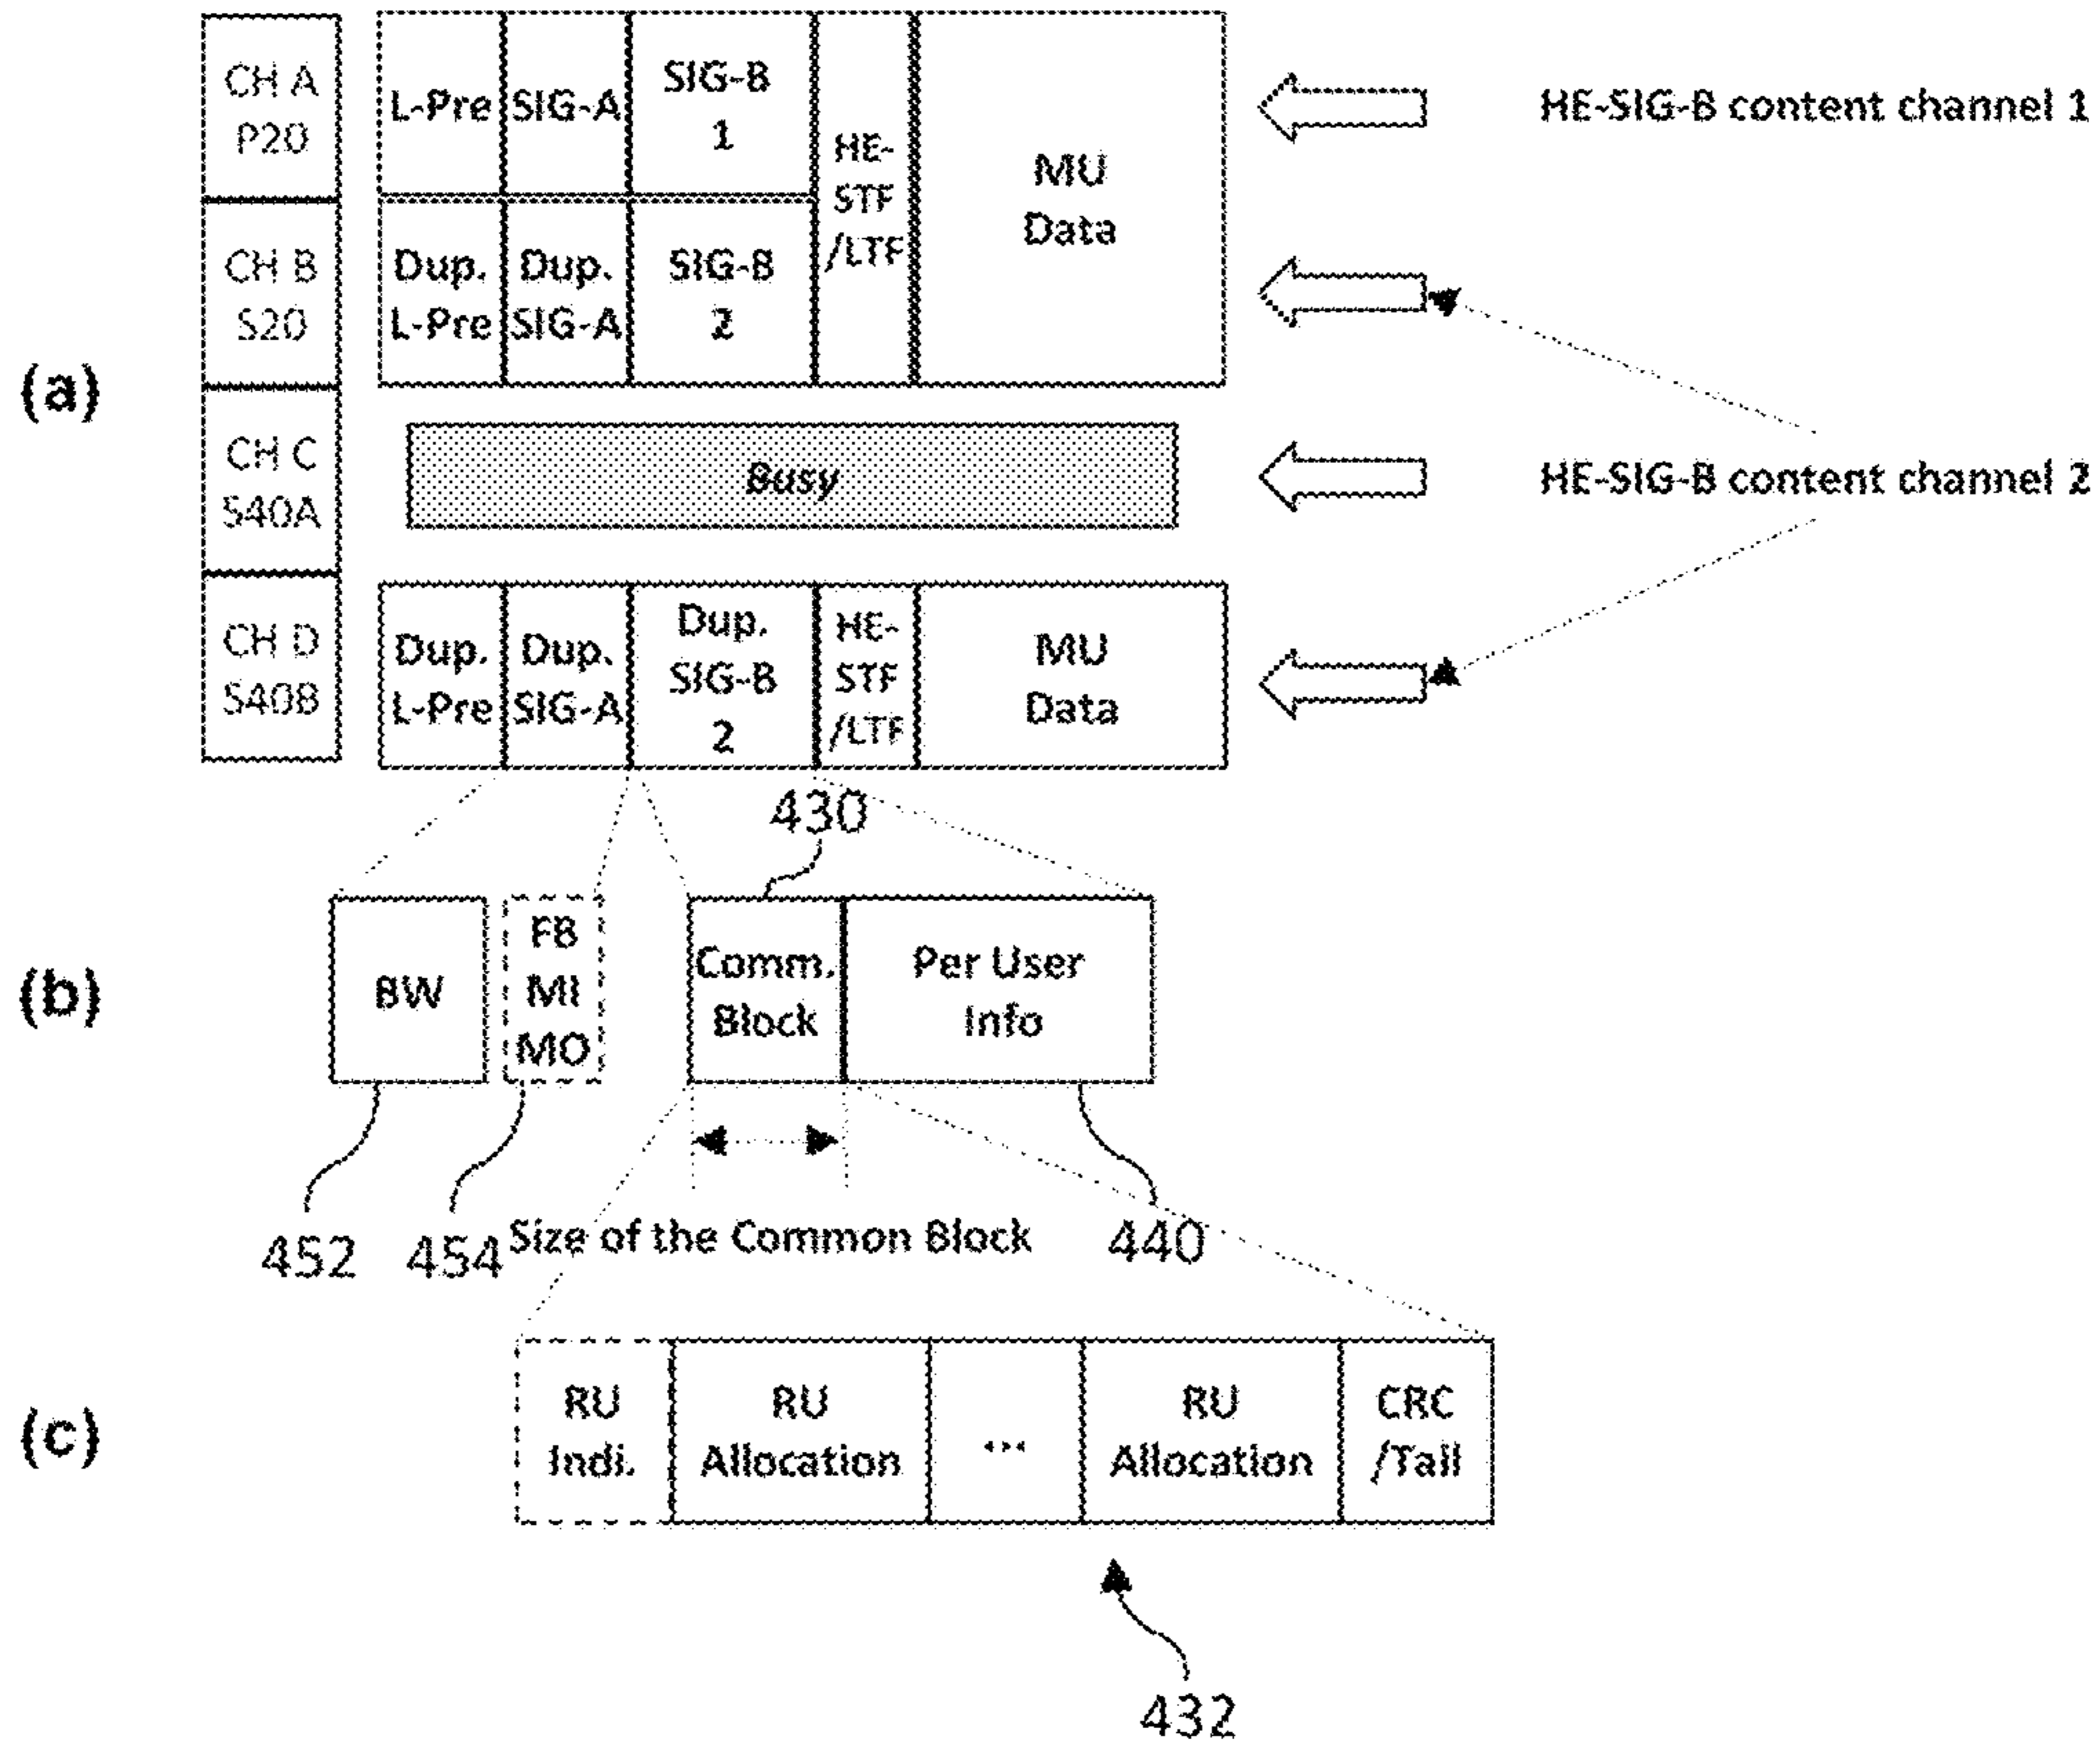 (a)
CH A
P20
L-Pre
SIG-A
SIG-B
1
HE-
STF
/LTF
MU
Data
HE-SIG-B content channel 1
CH B
S20
Dup.
L-Pre
Dup.
SIG-A
SIG-B
2
CH C
S40A
Busy
HE-SIG-B content channel 2
CH D
S40B
Dup.
L-Pre
Dup.
SIG-A
Dup.
SIG-B
2
HE-
STF
/LTF
MU
Data
430
(b)
BW
FB
MI
MO
Comm.
Block
Per User
Info
452
454
Size of the Common Block
440
(c)
RU
Indi.
RU
Allocation
...
RU
Allocation
CRC
/Tail
432